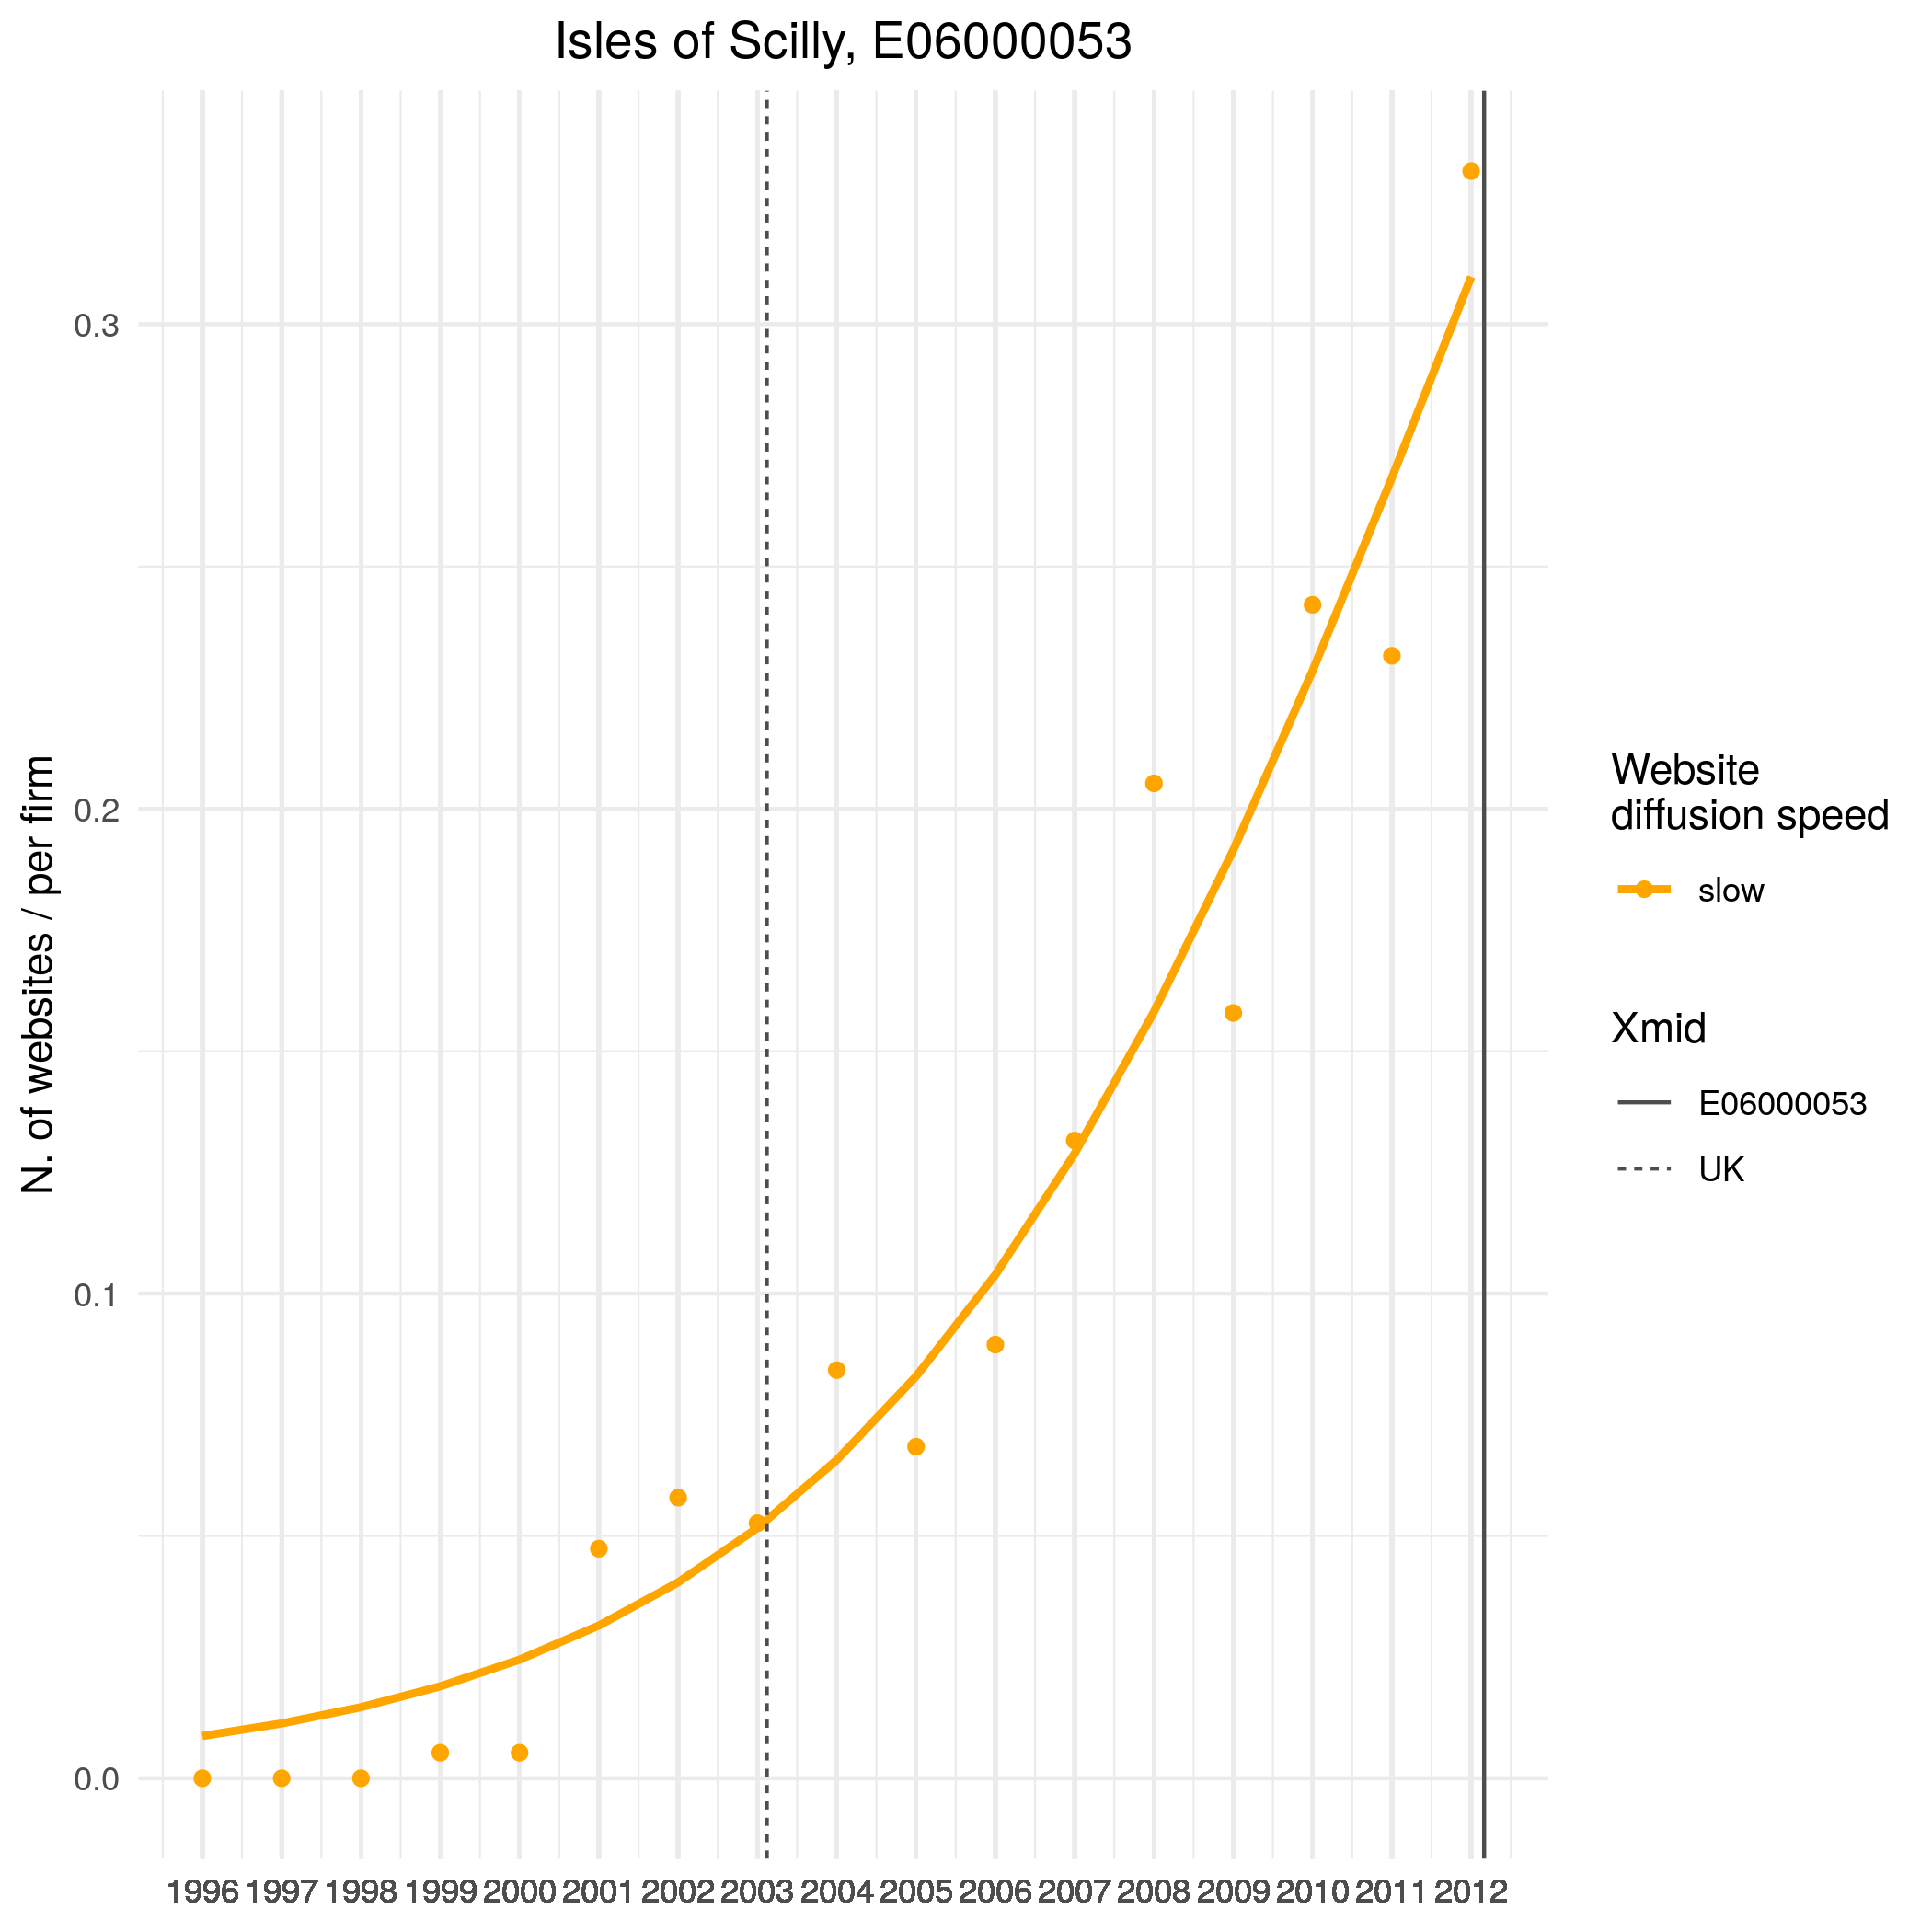 Isles of Scilly, E06000053
N. of websites / per firm
0.3
0.2
0.1
0.0
1996 1997 1998 1999 2000 2001 2002 2003 2004 2005 2006 2007 2008 2009 2010 2011 2012
Website
diffusion speed
slow
Xmid
E06000053
UK